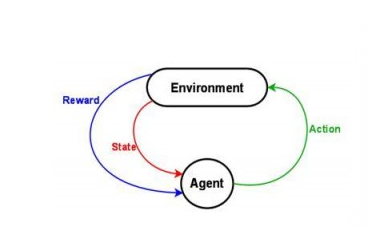 Environment
Reward
Action
State
Agent